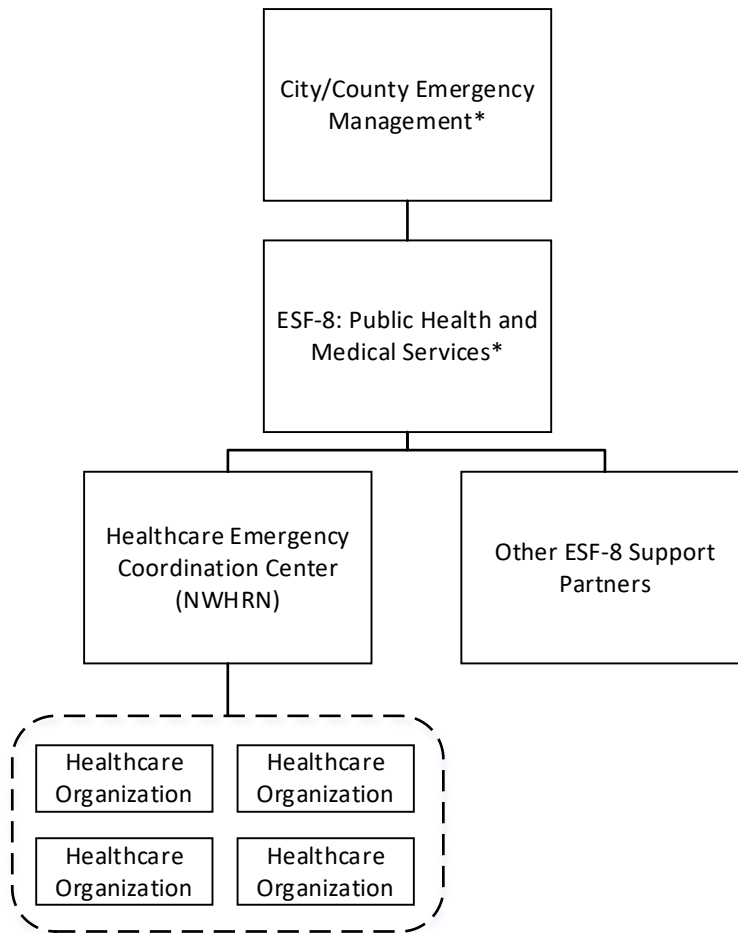 City/County Emergency
Management*
ESF-8: Public Health and
Medical Services*
Healthcare Emergency
Coordination Center
(NWHRN)
Other ESF-8 Support
Partners
Healthcare
Organization
Healthcare
Organization
Healthcare
Organization
Healthcare
Organization